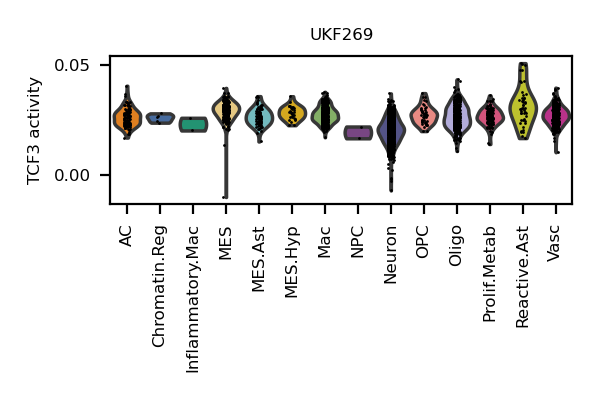 UKF269
TCF3 activity
0.05
0.00
AC
Chromatin.Reg
Inflammatory.Mac
MES
MES.Ast
MES.Hyp
Mac
NPC
Neuron
OPC
Oligo
Prolif.Metab
Reactive.Ast
Vasc